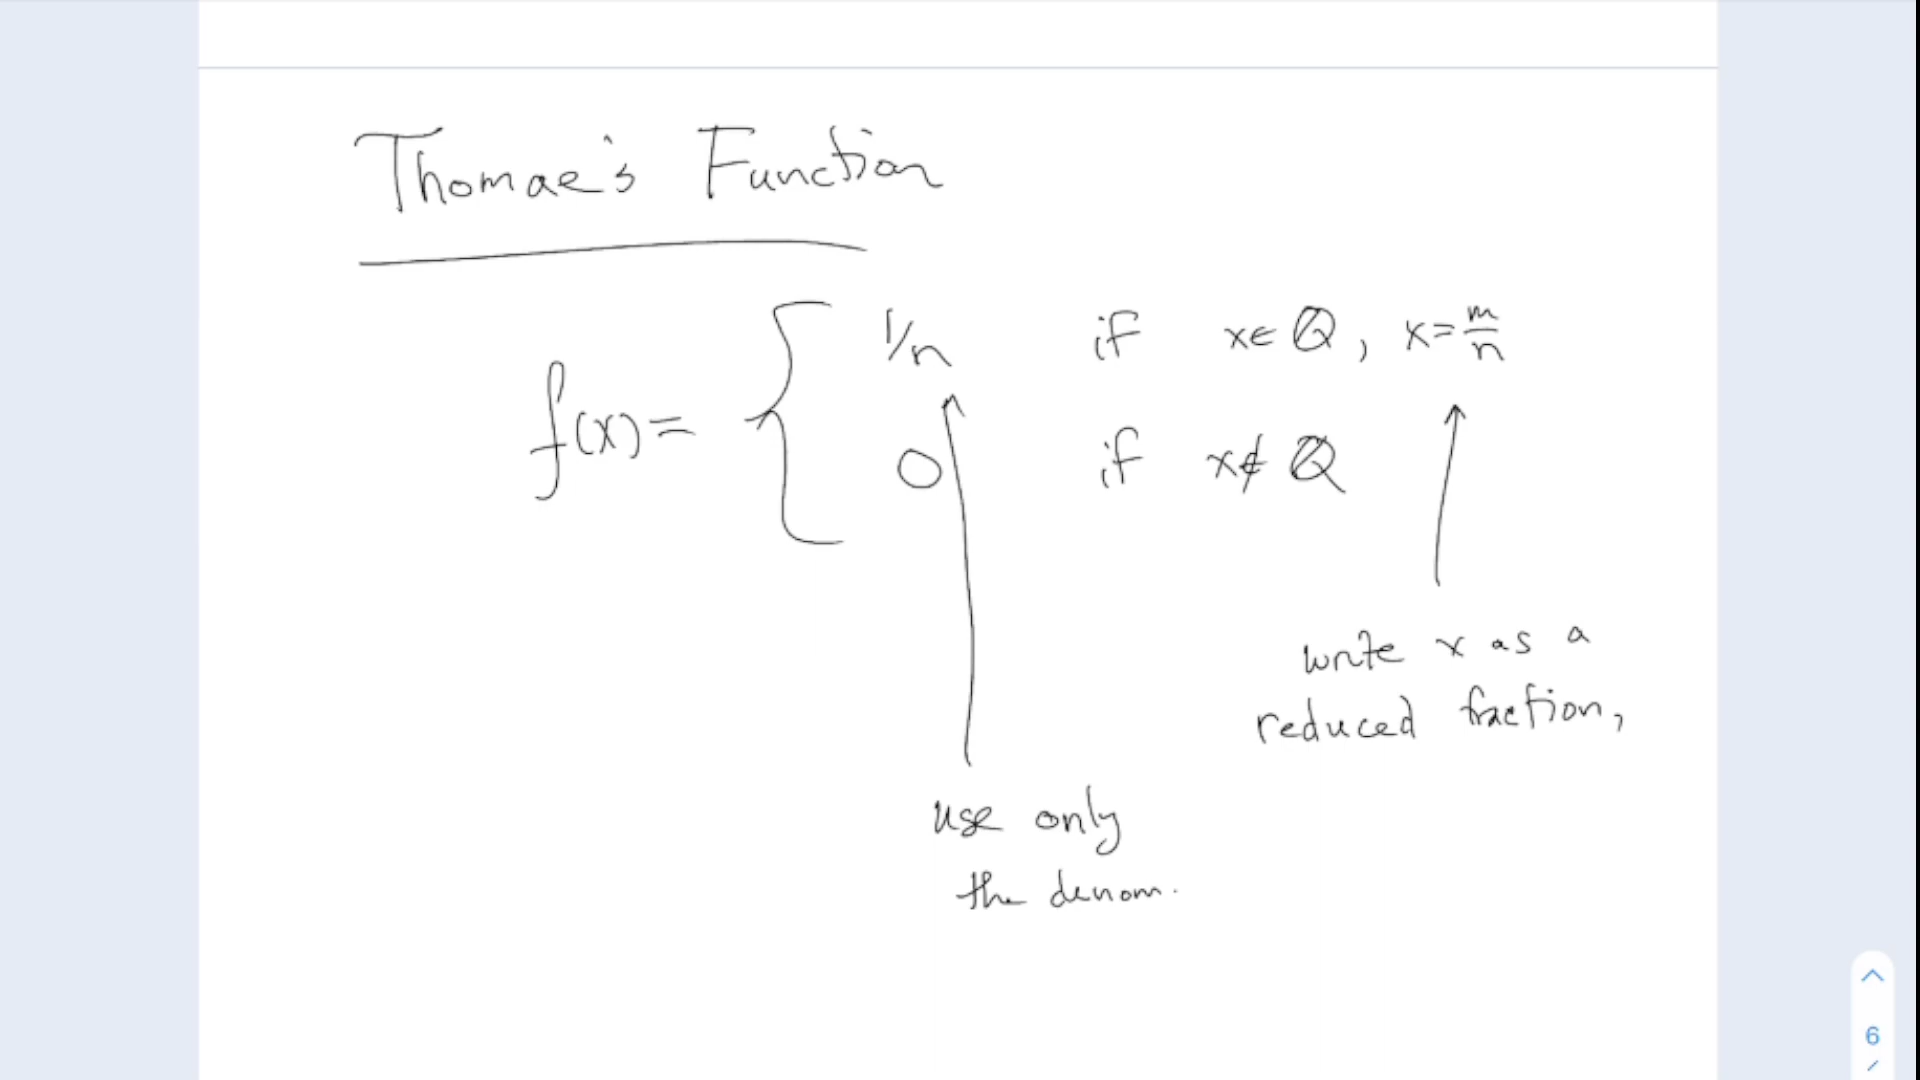 Thomae's Function
f(x) = { 1/n if x ∈ ℚ, x = m/n
0 if x ∉ ℚ
write x as a
reduced fraction,
use only
the denom.
6